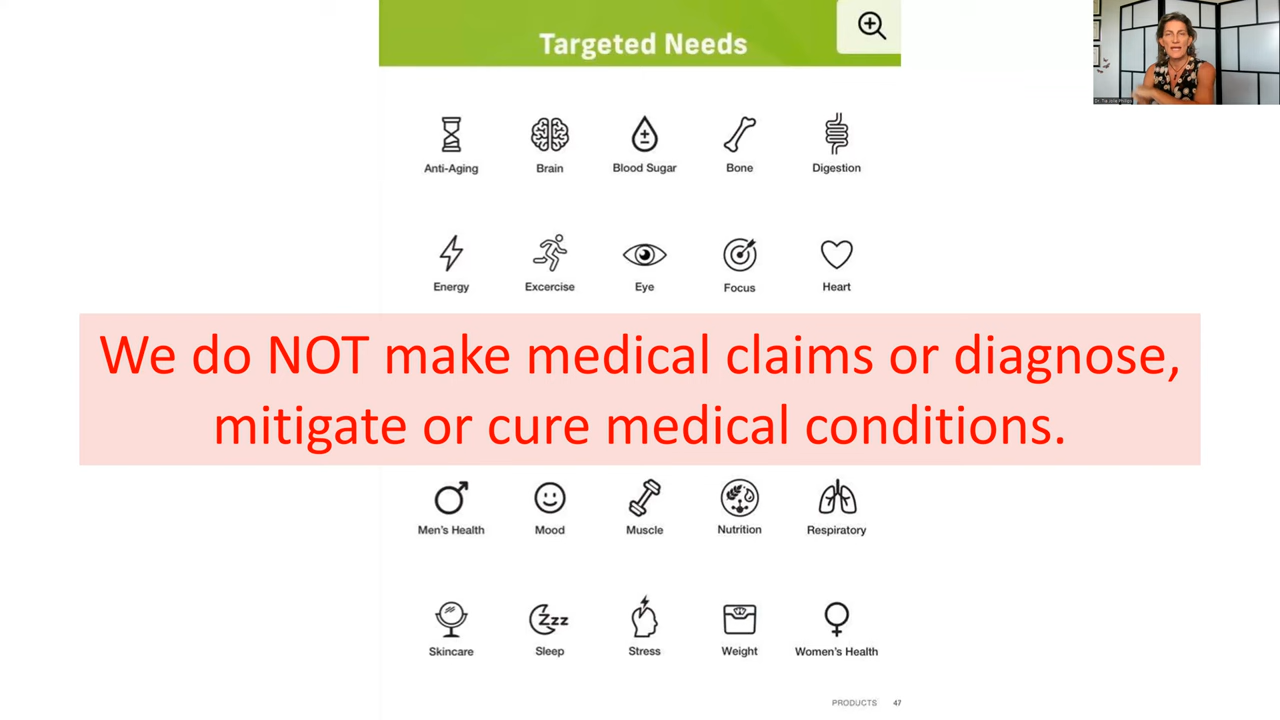 Targeted Needs
Anti-Aging Brain Blood Sugar Bone Digestion
Energy Excercise Eye Focus Heart
We do NOT make medical claims or diagnose,
mitigate or cure medical conditions.
Men's Health Mood Muscle Nutrition Respiratory
Zzz
Skincare Sleep Stress Weight Women's Health
PRODUCTS 47